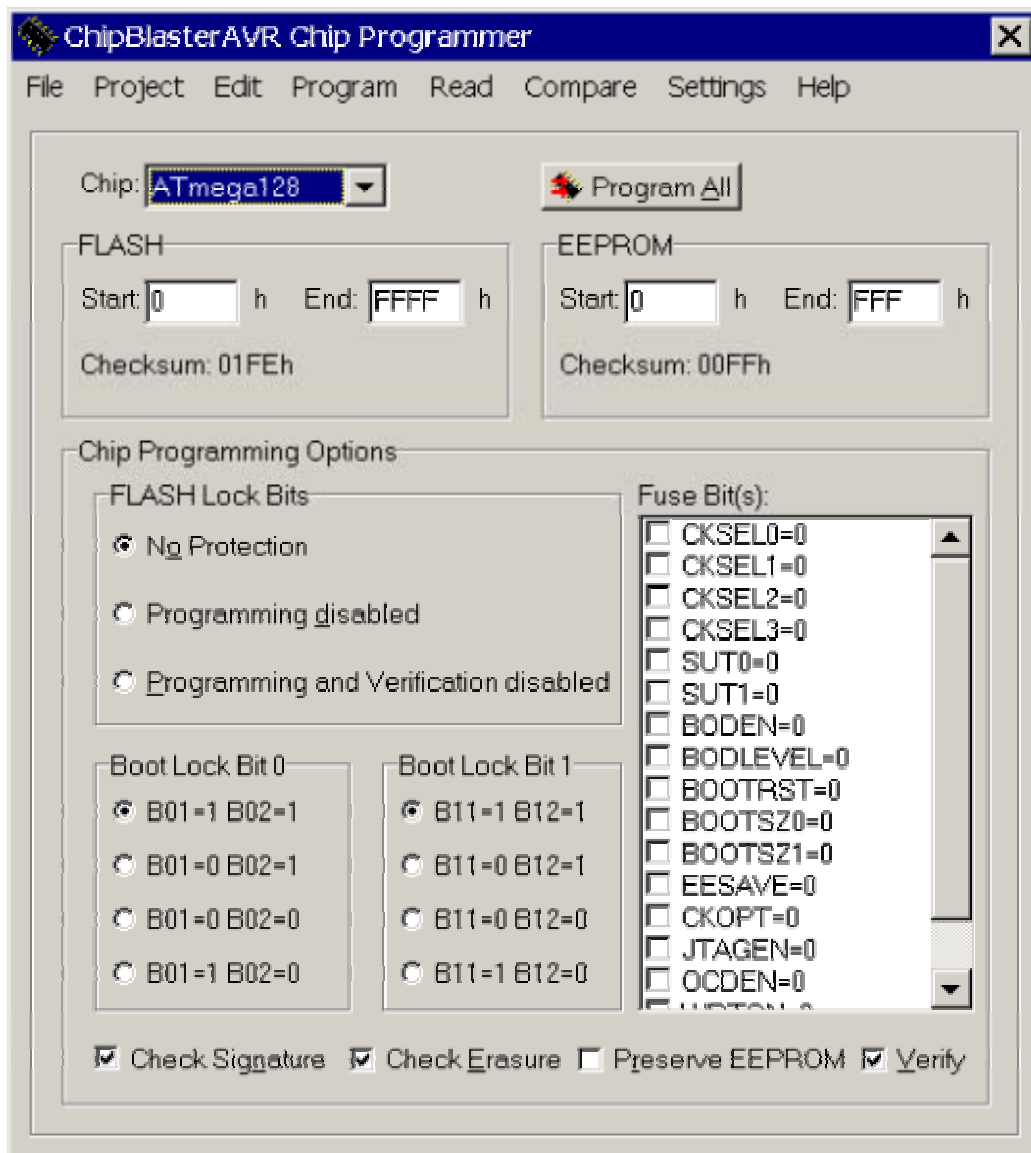 ChipBlasterAVR Chip Programmer
File Project Edit Program Read Compare Settings Help
Chip: ATmega128
Program All
FLASH
Start: 0 h End: FFFF h
Checksum: 01FEh
EEPROM
Start: 0 h End: FFF h
Checksum: 00FFh
Chip Programming Options
FLASH Lock Bits
No Protection
Programming disabled
Programming and Verification disabled
Boot Lock Bit 0
B01=1 B02=1
B01=0 B02=1
B01=0 B02=0
B01=1 B02=0
Boot Lock Bit 1
B11=1 B12=1
B11=0 B12=1
B11=0 B12=0
B11=1 B12=0
Fuse Bit(s):
CKSEL0=0
CKSEL1=0
CKSEL2=0
CKSEL3=0
SUT0=0
SUT1=0
BODEN=0
BODLEVEL=0
BOOTRST=0
BOOTSZ0=0
BOOTSZ1=0
EESAVE=0
CKOPT=0
JTAGEN=0
OCDEN=0
Check Signature Check Erasure Preserve EEPROM Verify